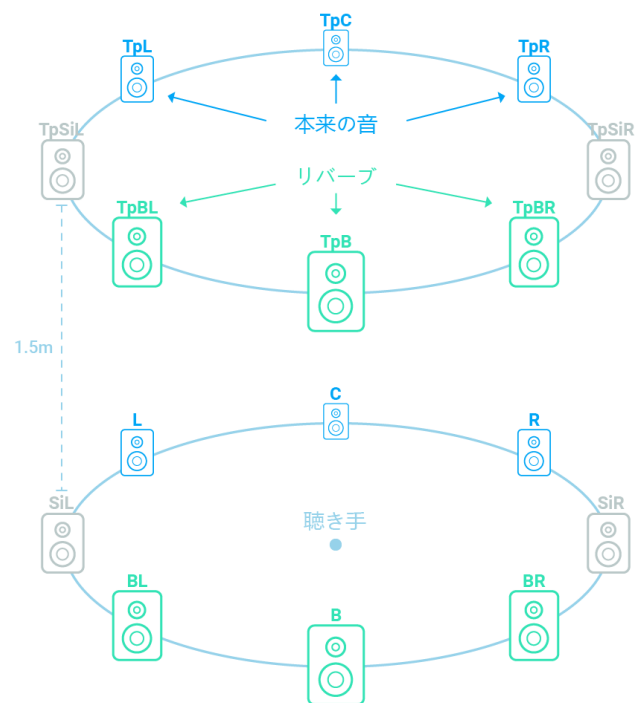 TpC
TpL
TpR
本来の音
TpSiL
TpSiR
リバーブ
TpBL
TpBR
TpB
1.5m
C
L
R
SiL
SiR
聴き手
BL
BR
B